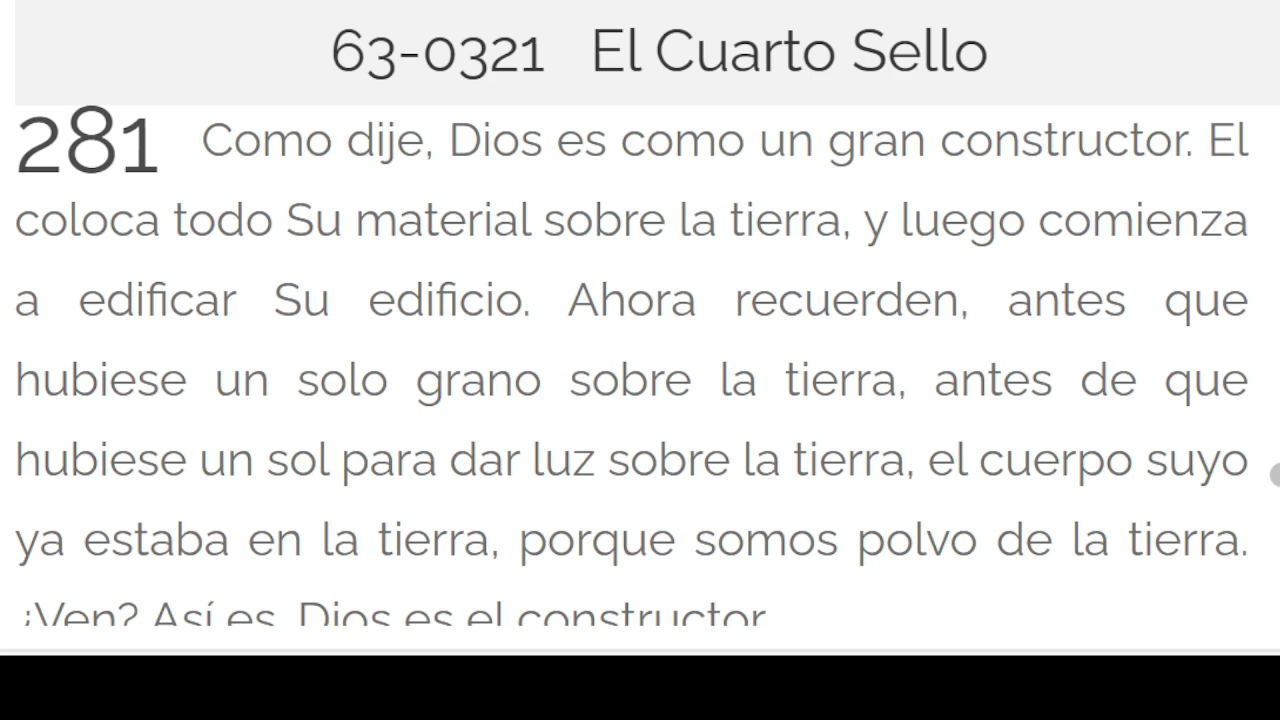 63-0321 El Cuarto Sello
281 Como dije, Dios es como un gran constructor. El
coloca todo Su material sobre la tierra, y luego comienza
a edificar Su edificio. Ahora recuerden, antes que
hubiese un solo grano sobre la tierra, antes de que
hubiese un sol para dar luz sobre la tierra, el cuerpo suyo
ya estaba en la tierra, porque somos polvo de la tierra.
¿Ven? Así es. Dios es el constructor